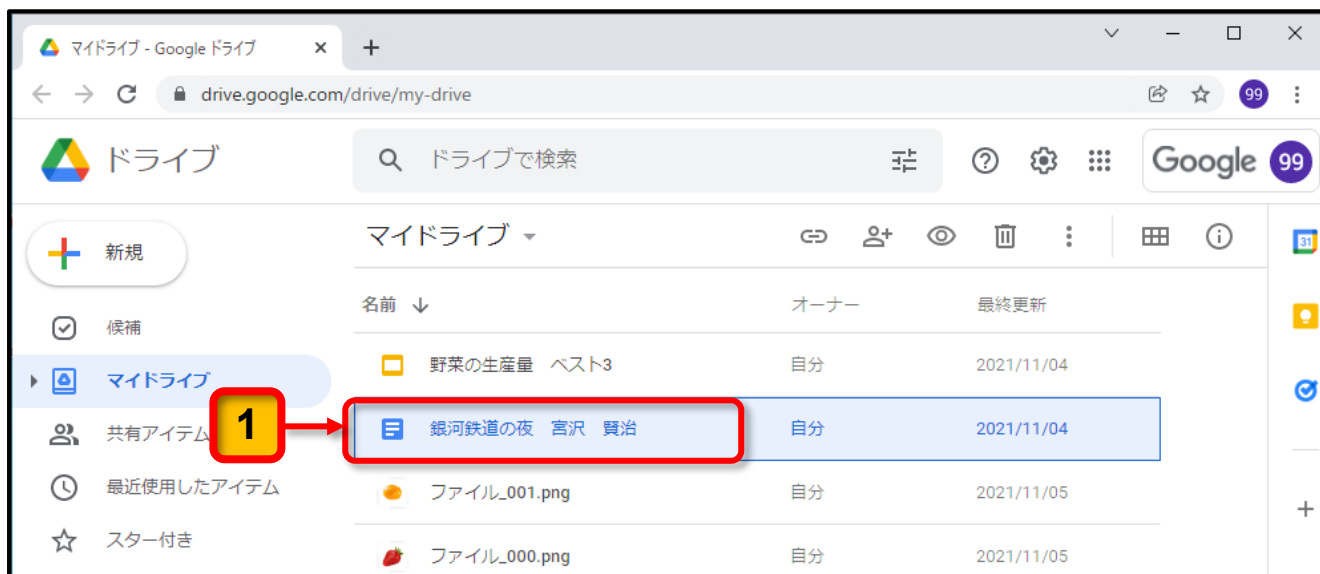 マイドライブ - Google ドライブ
drive.google.com/drive/my-drive
99
ドライブ
ドライブで検索
Google 99
新規
マイドライブ
31
名前 オーナー 最終更新
候補
野菜の生産量　ベスト3 自分 2021/11/04
マイドライブ
1
銀河鉄道の夜　宮沢　賢治 自分 2021/11/04
共有アイテム
最近使用したアイテム
ファイル_001.png 自分 2021/11/05
スター付き
ファイル_000.png 自分 2021/11/05